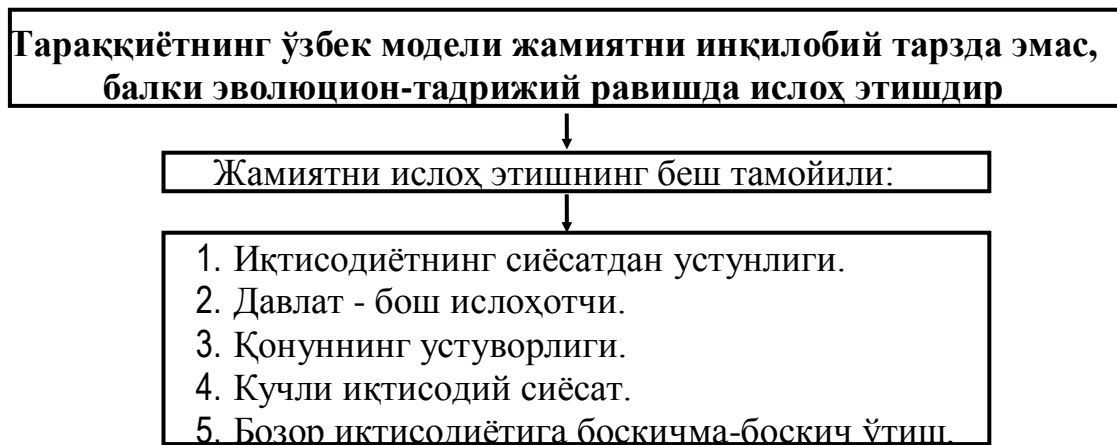 Тараққиётнинг ўзбек модели жамиятни инқилобий тарзда эмас,
балки эволюцион-тадрижий равишда ислоҳ этишдир
Жамиятни ислоҳ этишнинг беш тамойили:
1. Иқтисодиётнинг сиёсатдан устунлиги.
2. Давлат - бош ислоҳотчи.
3. Қонуннинг устуворлиги.
4. Кучли иқтисодий сиёсат.
5. Бозор иқтисодиётига босқичма-босқич ўтиш.